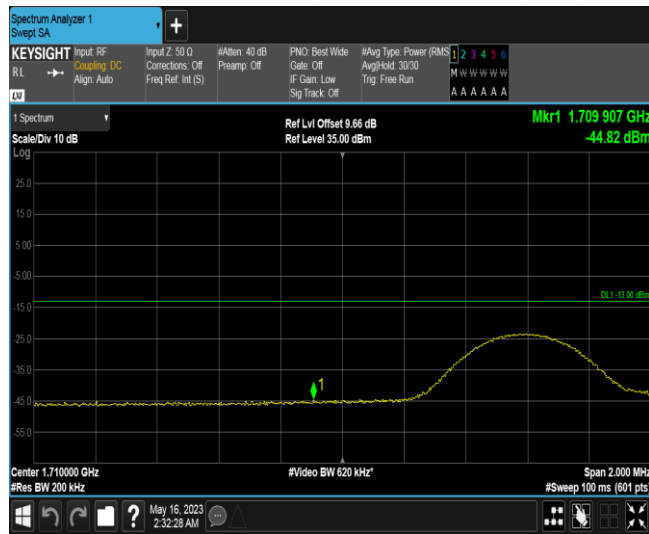 Spectrum Analyzer 1
Swept SA
+
KEYSIGHT
RL
LXI
Input: RF
Coupling: DC
Align: Auto
Input Z: 50 Ω
Corrections: Off
Freq Ref: Int (S)
#Atten: 40 dB
Preamp: Off
PNO: Best Wide
Gate: Off
IF Gain: Low
Sig Track: Off
#Avg Type: Power (RMS
Avg|Hold: 30/30
Trig: Free Run
1 2 3 4 5 6
M W W W W W
A A A A A A
1 Spectrum
Scale/Div 10 dB
Log
Ref Lvl Offset 9.66 dB
Ref Level 35.00 dBm
Mkr1 1.709 907 GHz
-44.82 dBm
25.0
15.0
5.00
-5.00
DL1 -13.00 dBm
-15.0
-25.0
-35.0
1
-45.0
-55.0
Center 1.710000 GHz
#Res BW 200 kHz
#Video BW 620 kHz*
Span 2.000 MHz
#Sweep 100 ms (601 pts
?
May 16, 2023
2:32:28 AM